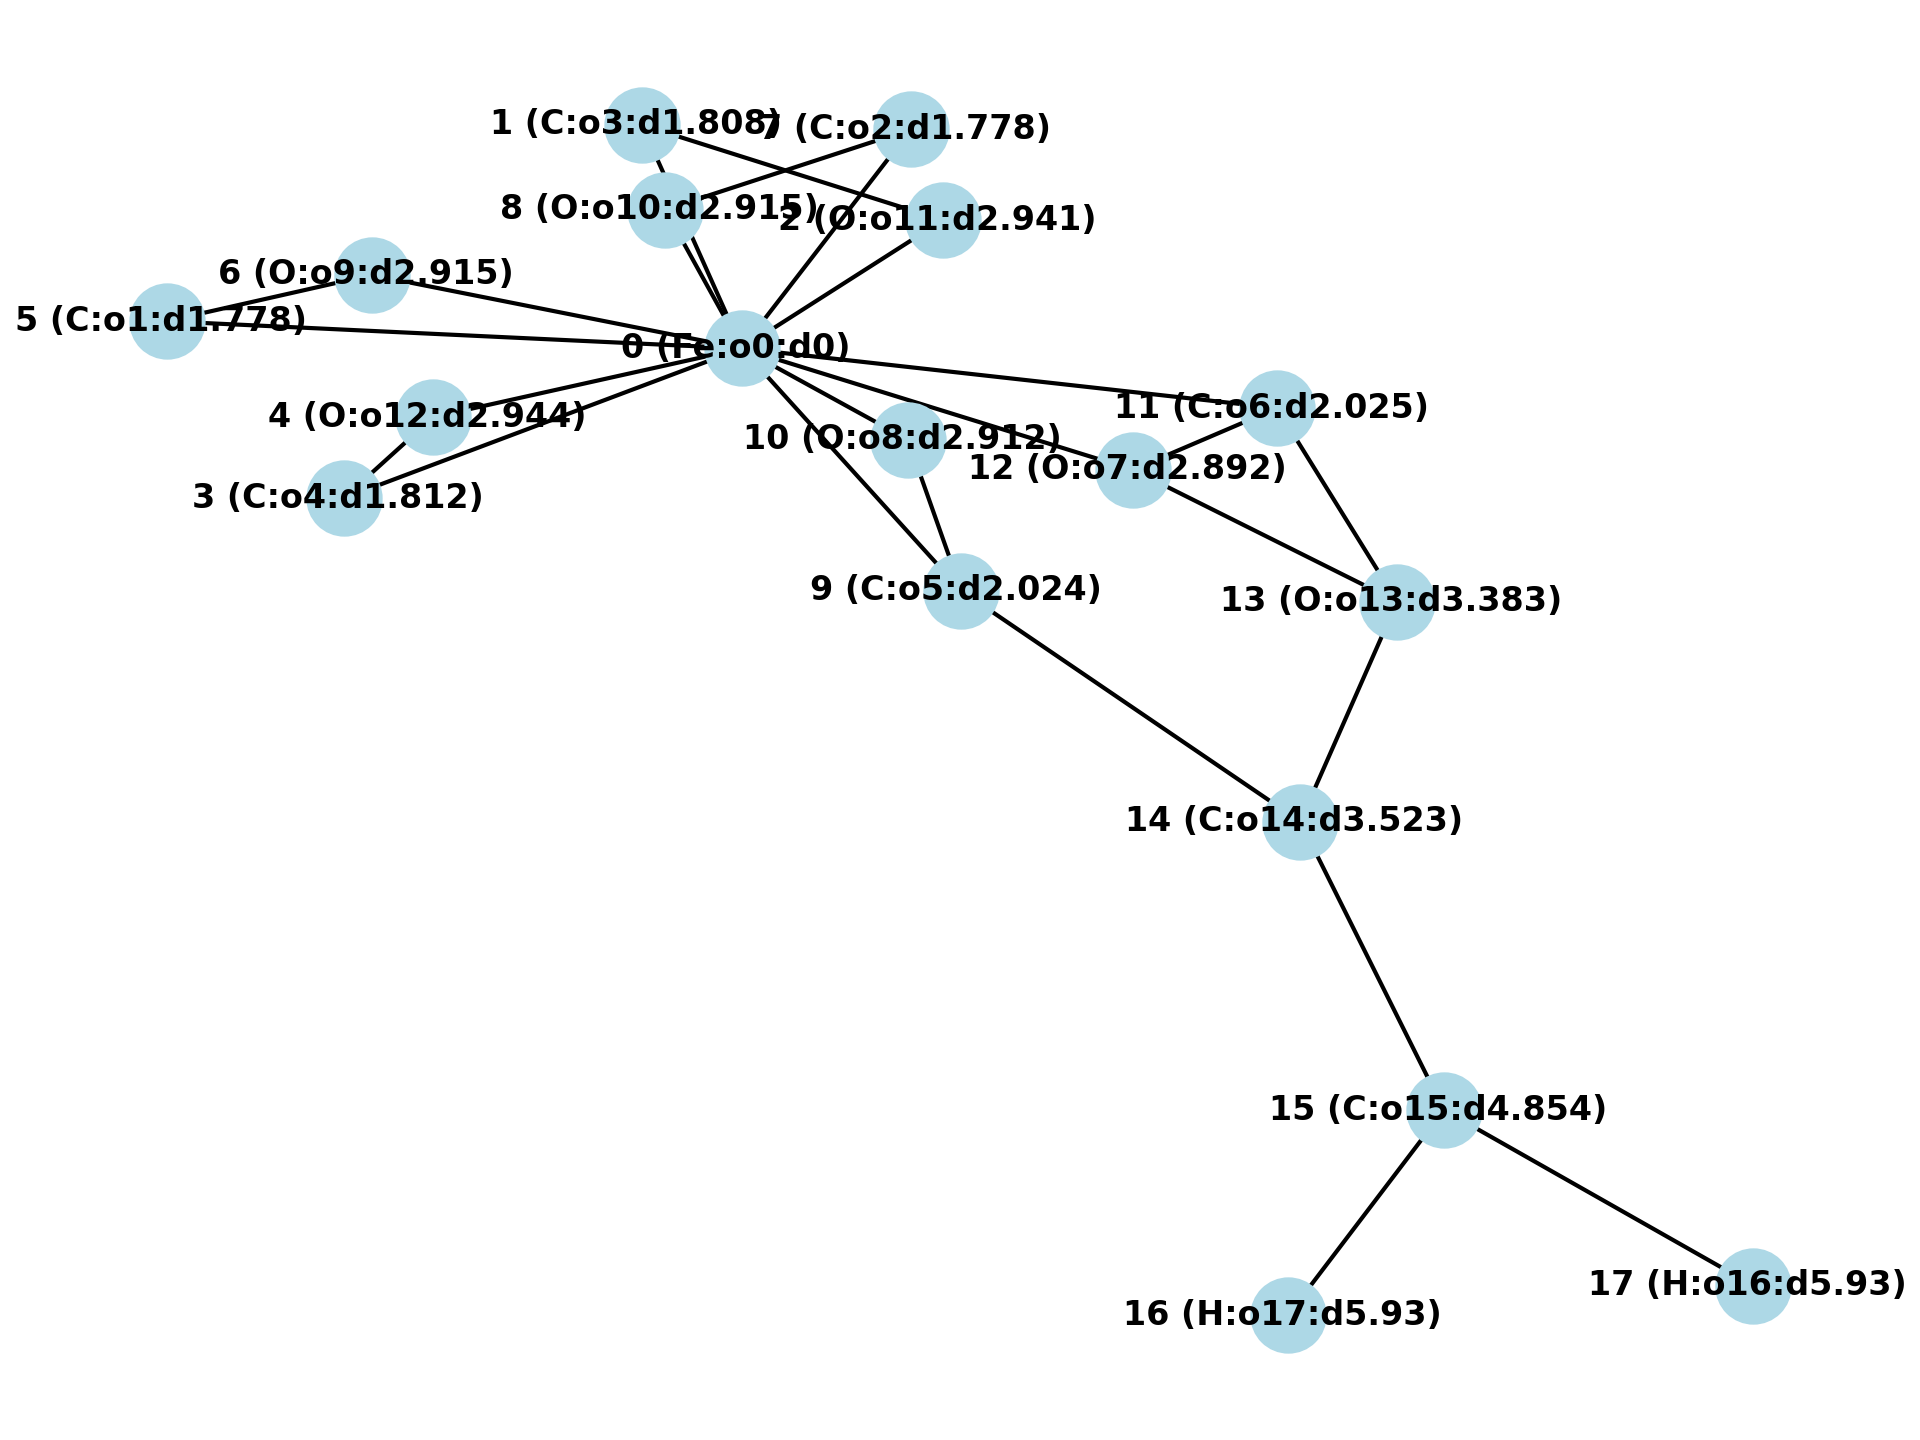 1 (C:o3:d1.808)
7 (C:o2:d1.778)
8 (O:o10:d2.915)
2 (O:o11:d2.941)
6 (O:o9:d2.915)
5 (C:o1:d1.778)
0 (Fe:o0:d0)
4 (O:o12:d2.944)
11 (C:o6:d2.025)
10 (O:o8:d2.912)
12 (O:o7:d2.892)
3 (C:o4:d1.812)
9 (C:o5:d2.024)
13 (O:o13:d3.383)
14 (C:o14:d3.523)
15 (C:o15:d4.854)
17 (H:o16:d5.93)
16 (H:o17:d5.93)